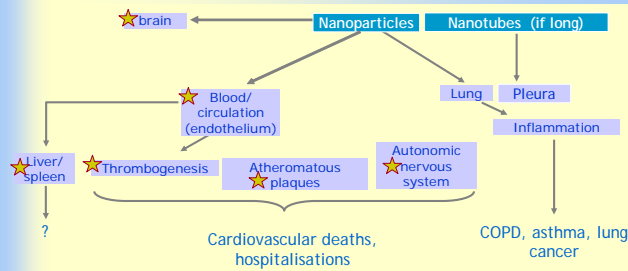 brain
Nanoparticles
Nanotubes (if long)
Blood/
circulation
(endothelium)
Lung
Pleura
Inflammation
Liver/
spleen
Thrombogenesis
Atheromatous
plaques
Autonomic
nervous
system
?
Cardiovascular deaths,
hospitalisations
COPD, asthma, lung
cancer